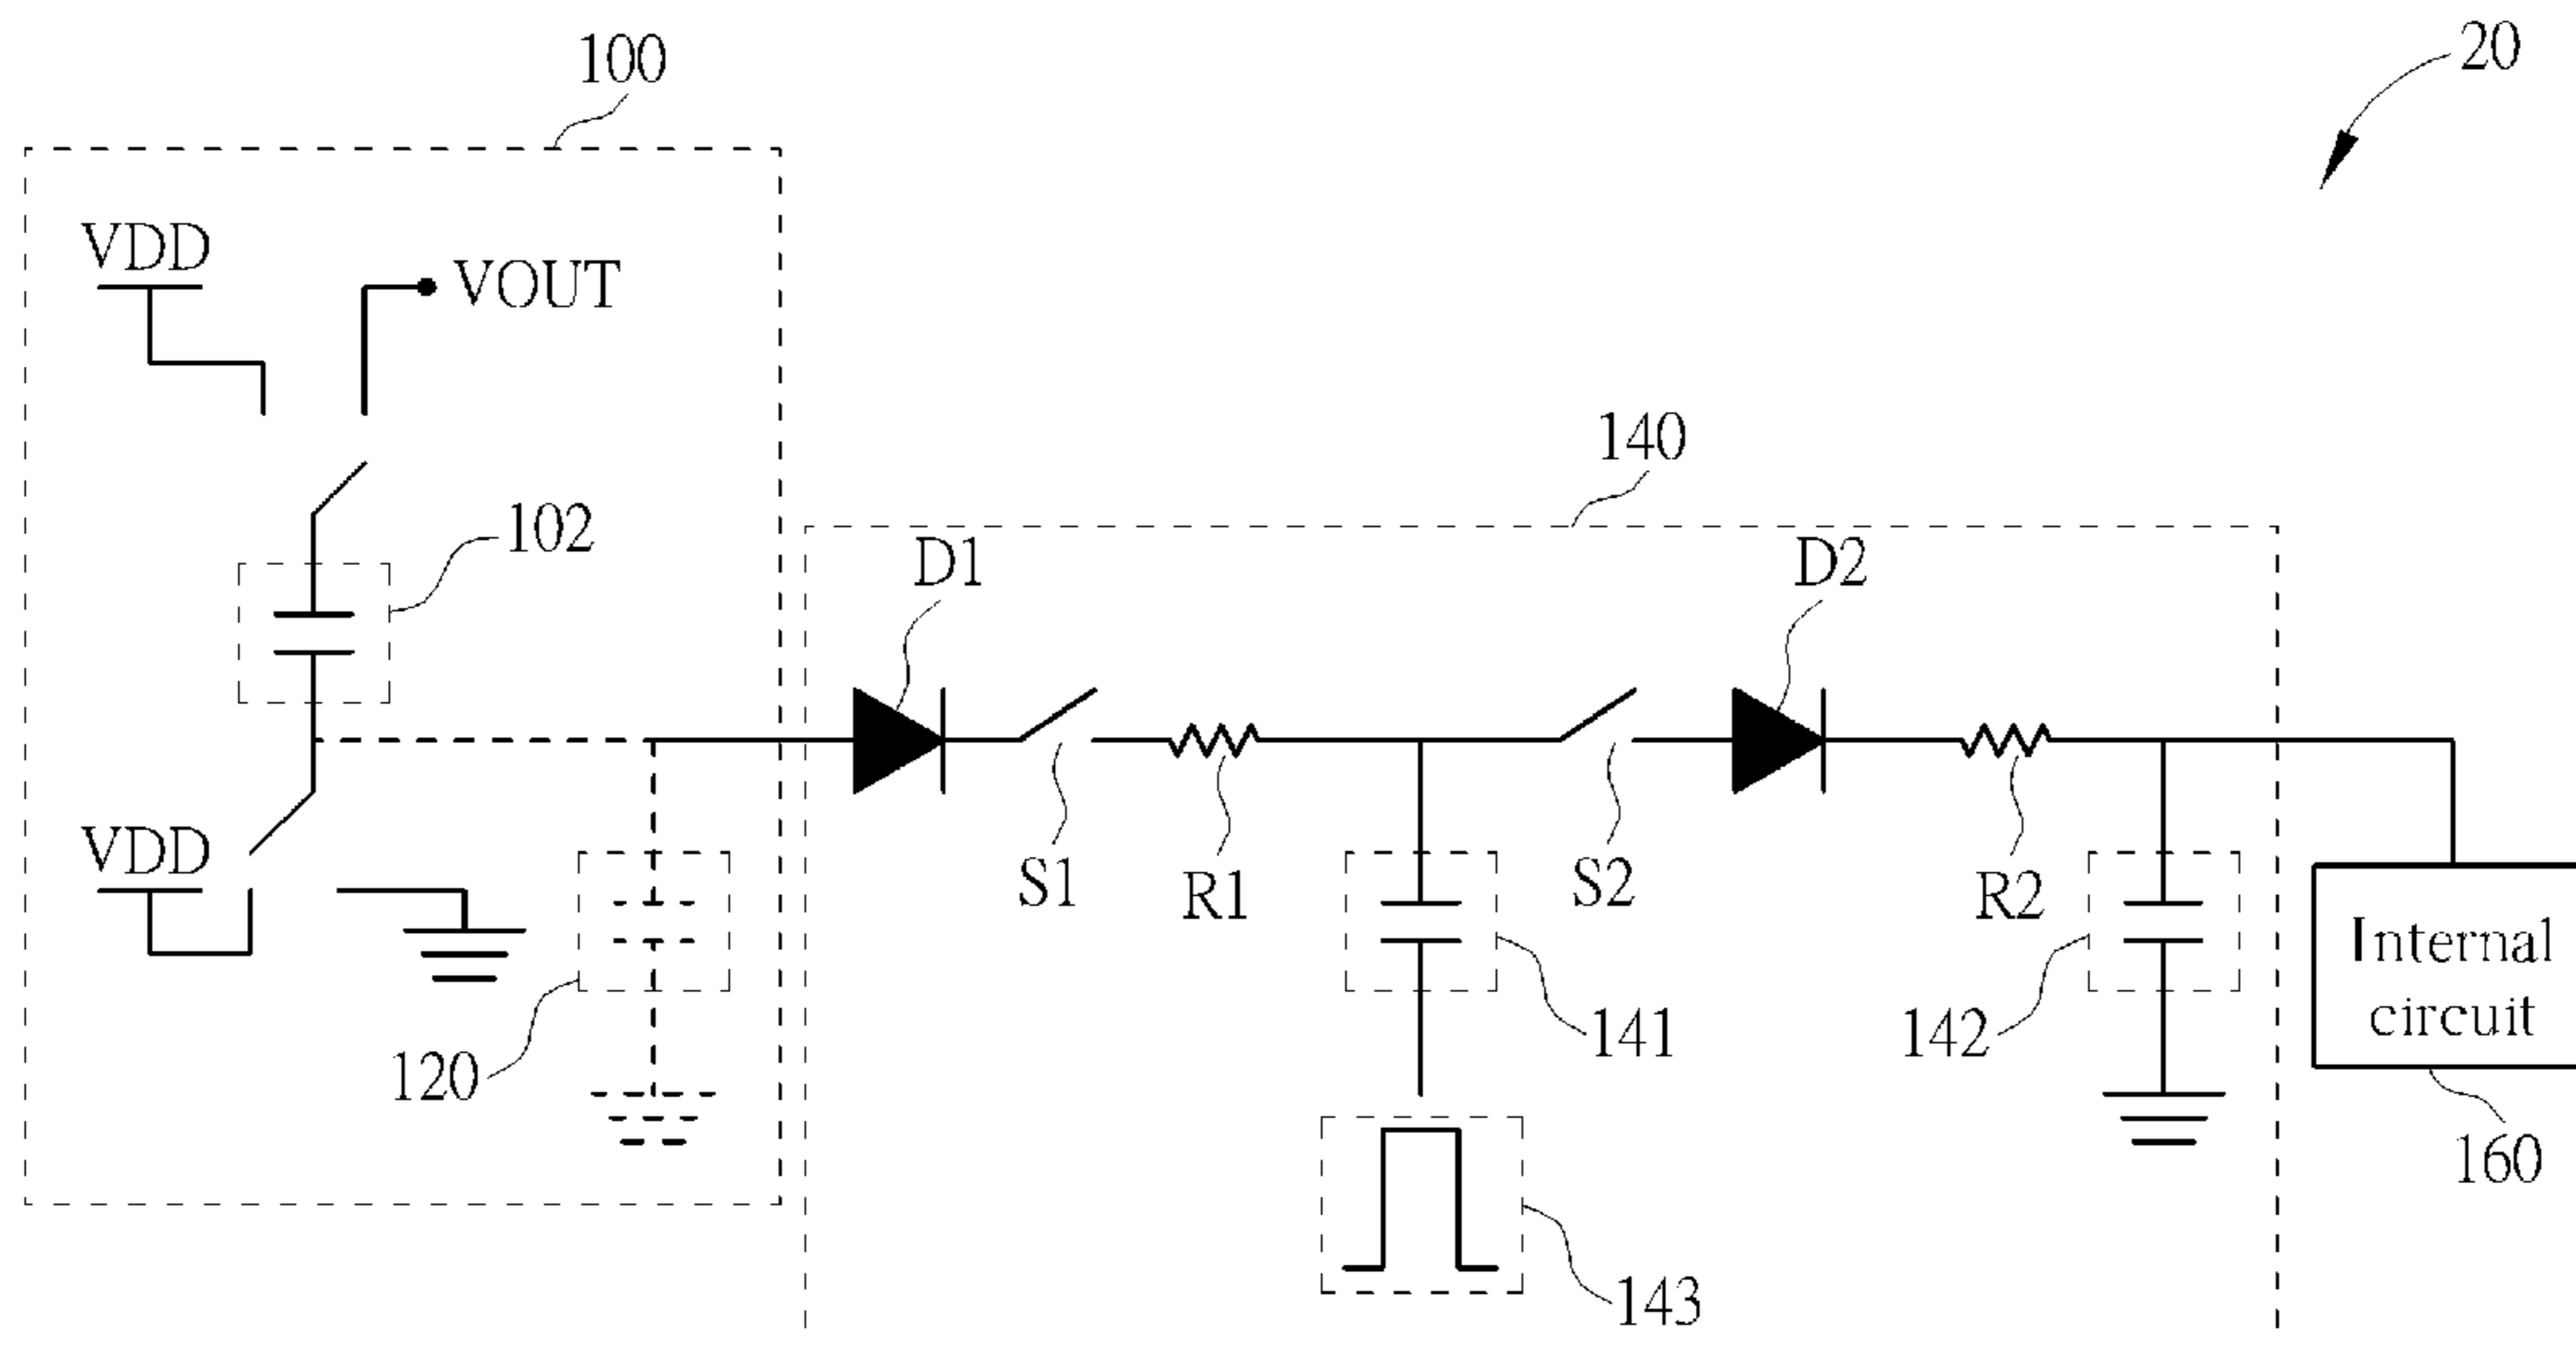 100
20
VDD
VOUT
140
102
D1
D2
VDD
S1
R1
S2
R2
Internal
circuit
120
141
142
160
143